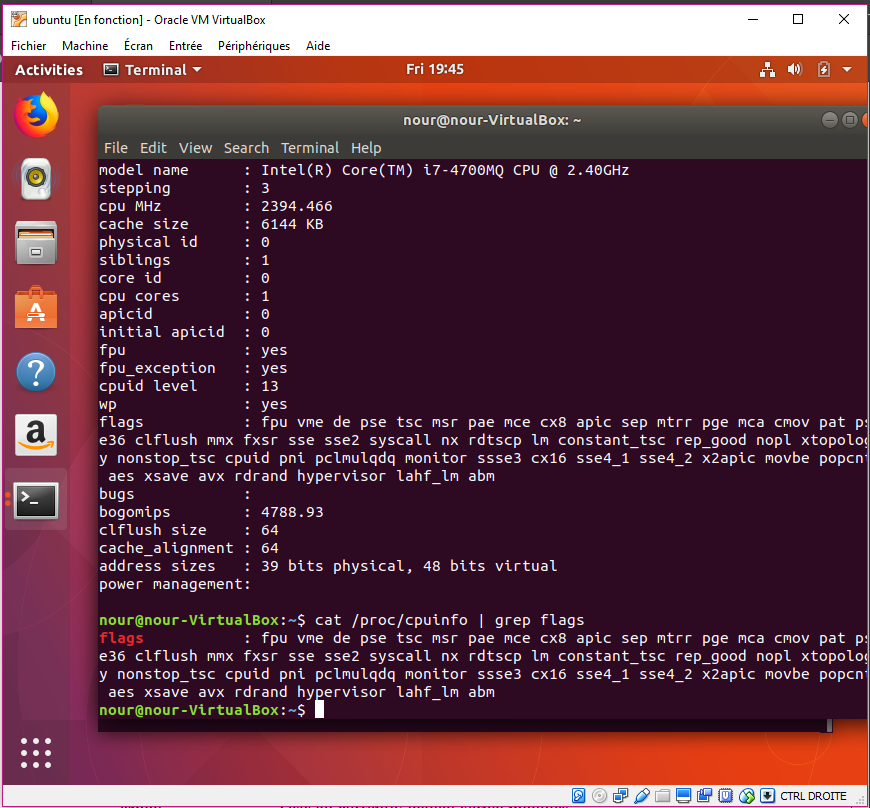 ubuntu [En fonction] - Oracle VM VirtualBox
Fichier Machine Écran Entrée Périphériques Aide
Activities Terminal Fri 19:45
nour@nour-VirtualBox: ~
File Edit View Search Terminal Help
model name : Intel(R) Core(TM) i7-4700MQ CPU @ 2.40GHz
stepping : 3
cpu MHz : 2394.466
cache size : 6144 KB
physical id : 0
siblings : 1
core id : 0
cpu cores : 1
apicid : 0
initial apicid : 0
fpu : yes
fpu_exception : yes
cpuid level : 13
wp : yes
flags : fpu vme de pse tsc msr pae mce cx8 apic sep mtrr pge mca cmov pat ps
e36 clflush mmx fxsr sse sse2 syscall nx rdtscp lm constant_tsc rep_good nopl xtopolog
y nonstop_tsc cpuid pni pclmulqdq monitor ssse3 cx16 sse4_1 sse4_2 x2apic movbe popcnt
aes xsave avx rdrand hypervisor lahf_lm abm
bugs :
bogomips : 4788.93
clflush size : 64
cache_alignment : 64
address sizes : 39 bits physical, 48 bits virtual
power management:
nour@nour-VirtualBox:~$ cat /proc/cpuinfo | grep flags
flags : fpu vme de pse tsc msr pae mce cx8 apic sep mtrr pge mca cmov pat ps
e36 clflush mmx fxsr sse sse2 syscall nx rdtscp lm constant_tsc rep_good nopl xtopolog
y nonstop_tsc cpuid pni pclmulqdq monitor ssse3 cx16 sse4_1 sse4_2 x2apic movbe popcnt
aes xsave avx rdrand hypervisor lahf_lm abm
nour@nour-VirtualBox:~$
CTRL DROITE